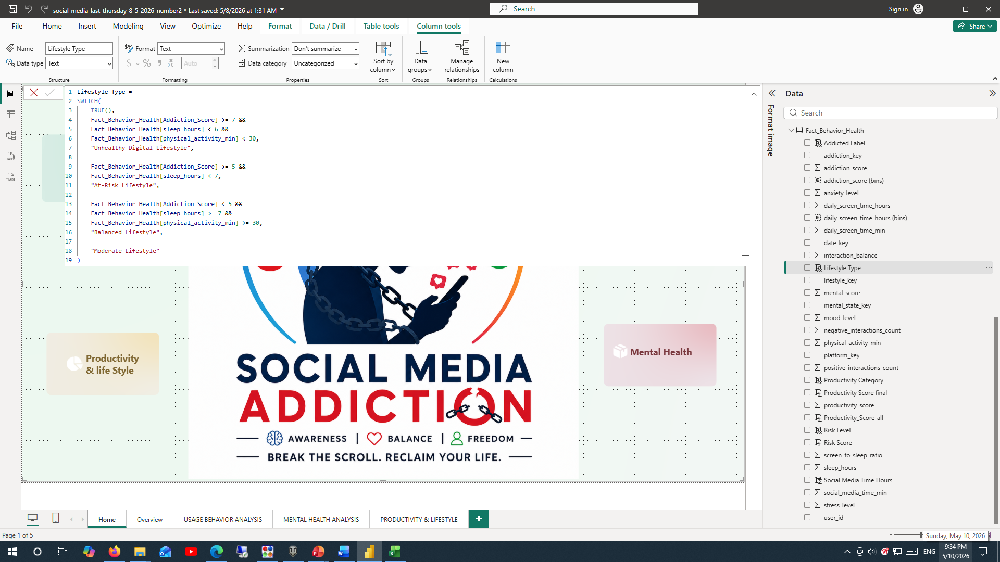 social-media-last-thursday-8-5-2026-number2 • Last saved: 5/8/2026 at 1:31 AM
Search
Sign in
File
Home
Insert
Modeling
View
Optimize
Help
Format
Data / Drill
Table tools
Column tools
Share
Name
Lifestyle Type
Data type
Text
Structure
Format
Text
Auto
Formatting
Summarization
Don't summarize
Data category
Uncategorized
Properties
Sort by
column
Sort
Data
groups
Groups
Manage
relationships
Relationships
New
column
Calculations
1 Lifestyle Type =
2 SWITCH(
3 TRUE(),
4 Fact_Behavior_Health[Addiction_Score] >= 7 &&
5 Fact_Behavior_Health[sleep_hours] < 6 &&
6 Fact_Behavior_Health[physical_activity_min] < 30,
7 "Unhealthy Digital Lifestyle",
8
9 Fact_Behavior_Health[Addiction_Score] >= 5 &&
10 Fact_Behavior_Health[sleep_hours] < 7,
11 "At-Risk Lifestyle",
12
13 Fact_Behavior_Health[Addiction_Score] < 5 &&
14 Fact_Behavior_Health[sleep_hours] >= 7 &&
15 Fact_Behavior_Health[physical_activity_min] >= 30,
16 "Balanced Lifestyle",
17
18 "Moderate Lifestyle"
19 )
DAX
TMDL
Productivity
& life Style
Mental Health
SOCIAL MEDIA
ADDICTION
AWARENESS | BALANCE | FREEDOM
BREAK THE SCROLL. RECLAIM YOUR LIFE.
Format image
Data
Search
Fact_Behavior_Health
Addicted Label
addiction_key
addiction_score
addiction_score (bins)
anxiety_level
daily_screen_time_hours
daily_screen_time_hours (bins)
daily_screen_time_min
date_key
interaction_balance
Lifestyle Type
lifestyle_key
mental_score
mental_state_key
mood_level
negative_interactions_count
physical_activity_min
platform_key
positive_interactions_count
Productivity Category
Productivity Score final
productivity_score
Productivity_Score-all
Risk Level
Risk Score
screen_to_sleep_ratio
sleep_hours
Social Media Time Hours
social_media_time_min
stress_level
user_id
Home
Overview
USAGE BEHAVIOR ANALYSIS
MENTAL HEALTH ANALYSIS
PRODUCTIVITY & LIFESTYLE
Page 1 of 5
Sunday, May 10, 2026
ENG
9:34 PM
5/10/2026